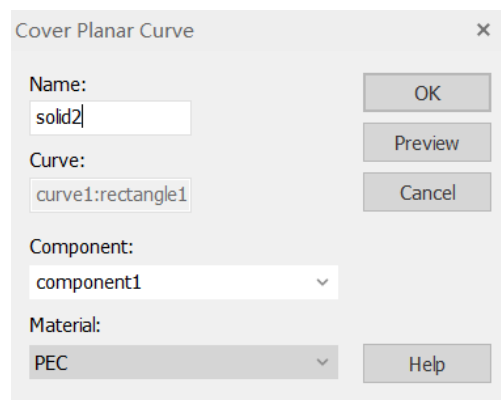 Cover Planar Curve
Name:
OK
solid2
Preview
Curve:
curve1:rectangle1
Cancel
Component:
component1
Material:
PEC
Help